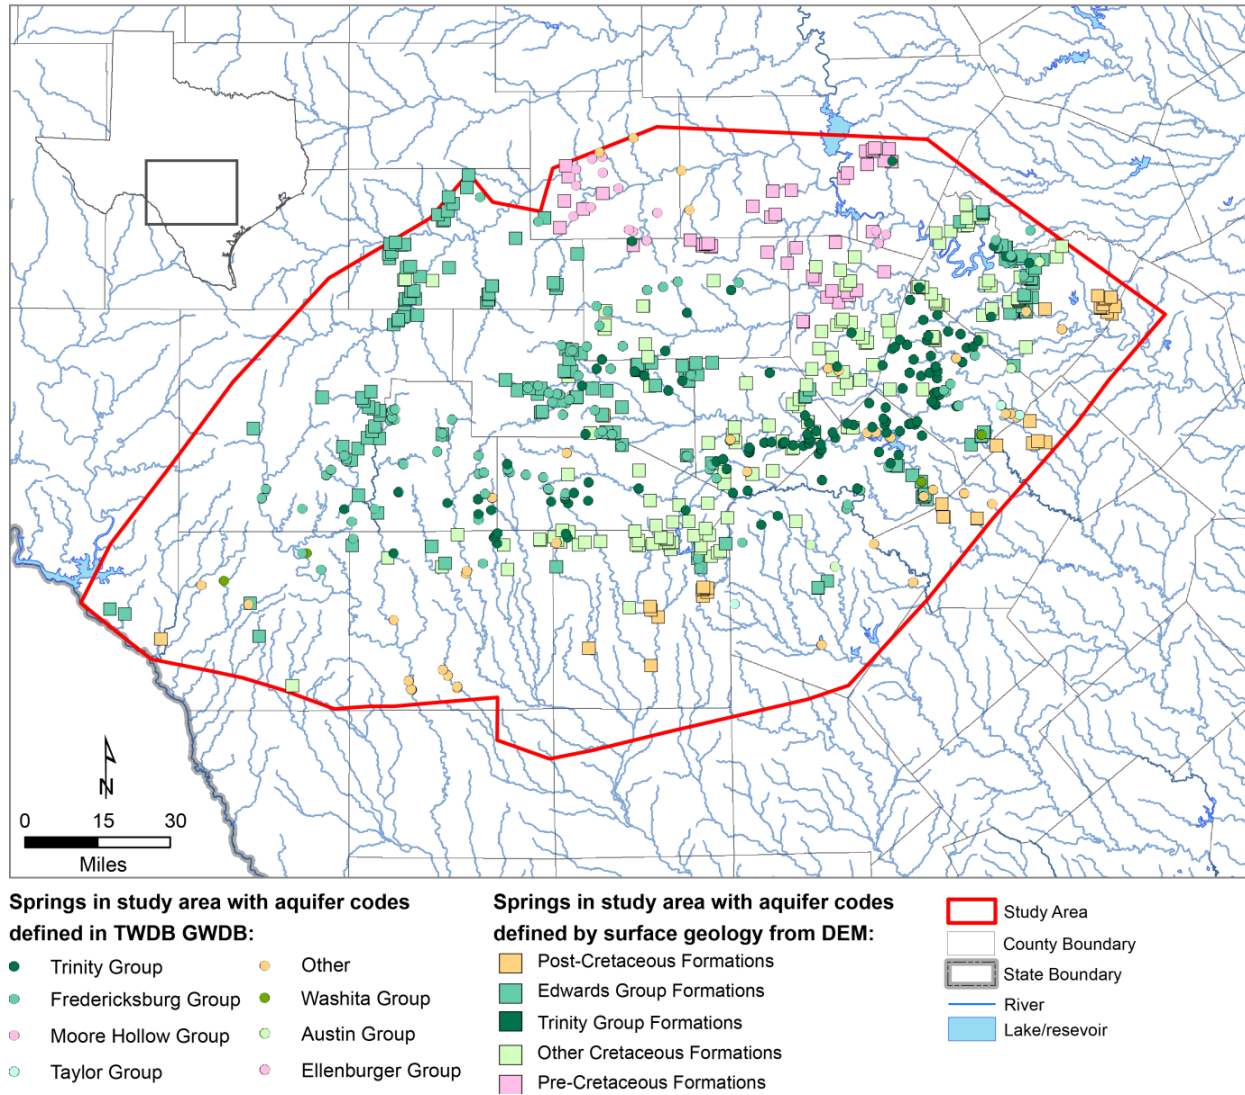 N
0 15 30
Miles
Springs in study area with aquifer codes
defined in TWDB GWDB:
Trinity Group
Fredericksburg Group
Moore Hollow Group
Taylor Group
Other
Washita Group
Austin Group
Ellenburger Group
Springs in study area with aquifer codes
defined by surface geology from DEM:
Post-Cretaceous Formations
Edwards Group Formations
Trinity Group Formations
Other Cretaceous Formations
Pre-Cretaceous Formations
Study Area
County Boundary
State Boundary
River
Lake/resevoir